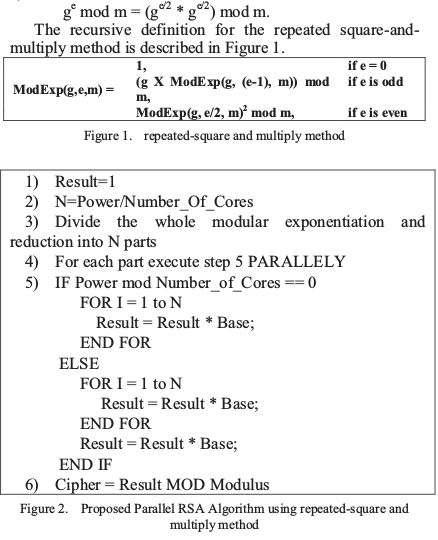 g^e mod m = (g^e/2 * g^e/2) mod m.
The recursive definition for the repeated square-and-
multiply method is described in Figure 1.
ModExp(g,e,m) =
1, if e = 0
(g X ModExp(g, (e-1), m)) mod if e is odd
m,
ModExp(g, e/2, m)² mod m, if e is even
Figure 1. repeated-square and multiply method
1) Result=1
2) N=Power/Number_Of_Cores
3) Divide the whole modular exponentiation and
reduction into N parts
4) For each part execute step 5 PARALLELY
5) IF Power mod Number_of_Cores == 0
FOR I = 1 to N
Result = Result * Base;
END FOR
ELSE
FOR I = 1 to N
Result = Result * Base;
END FOR
Result = Result * Base;
END IF
6) Cipher = Result MOD Modulus
Figure 2. Proposed Parallel RSA Algorithm using repeated-square and
multiply method